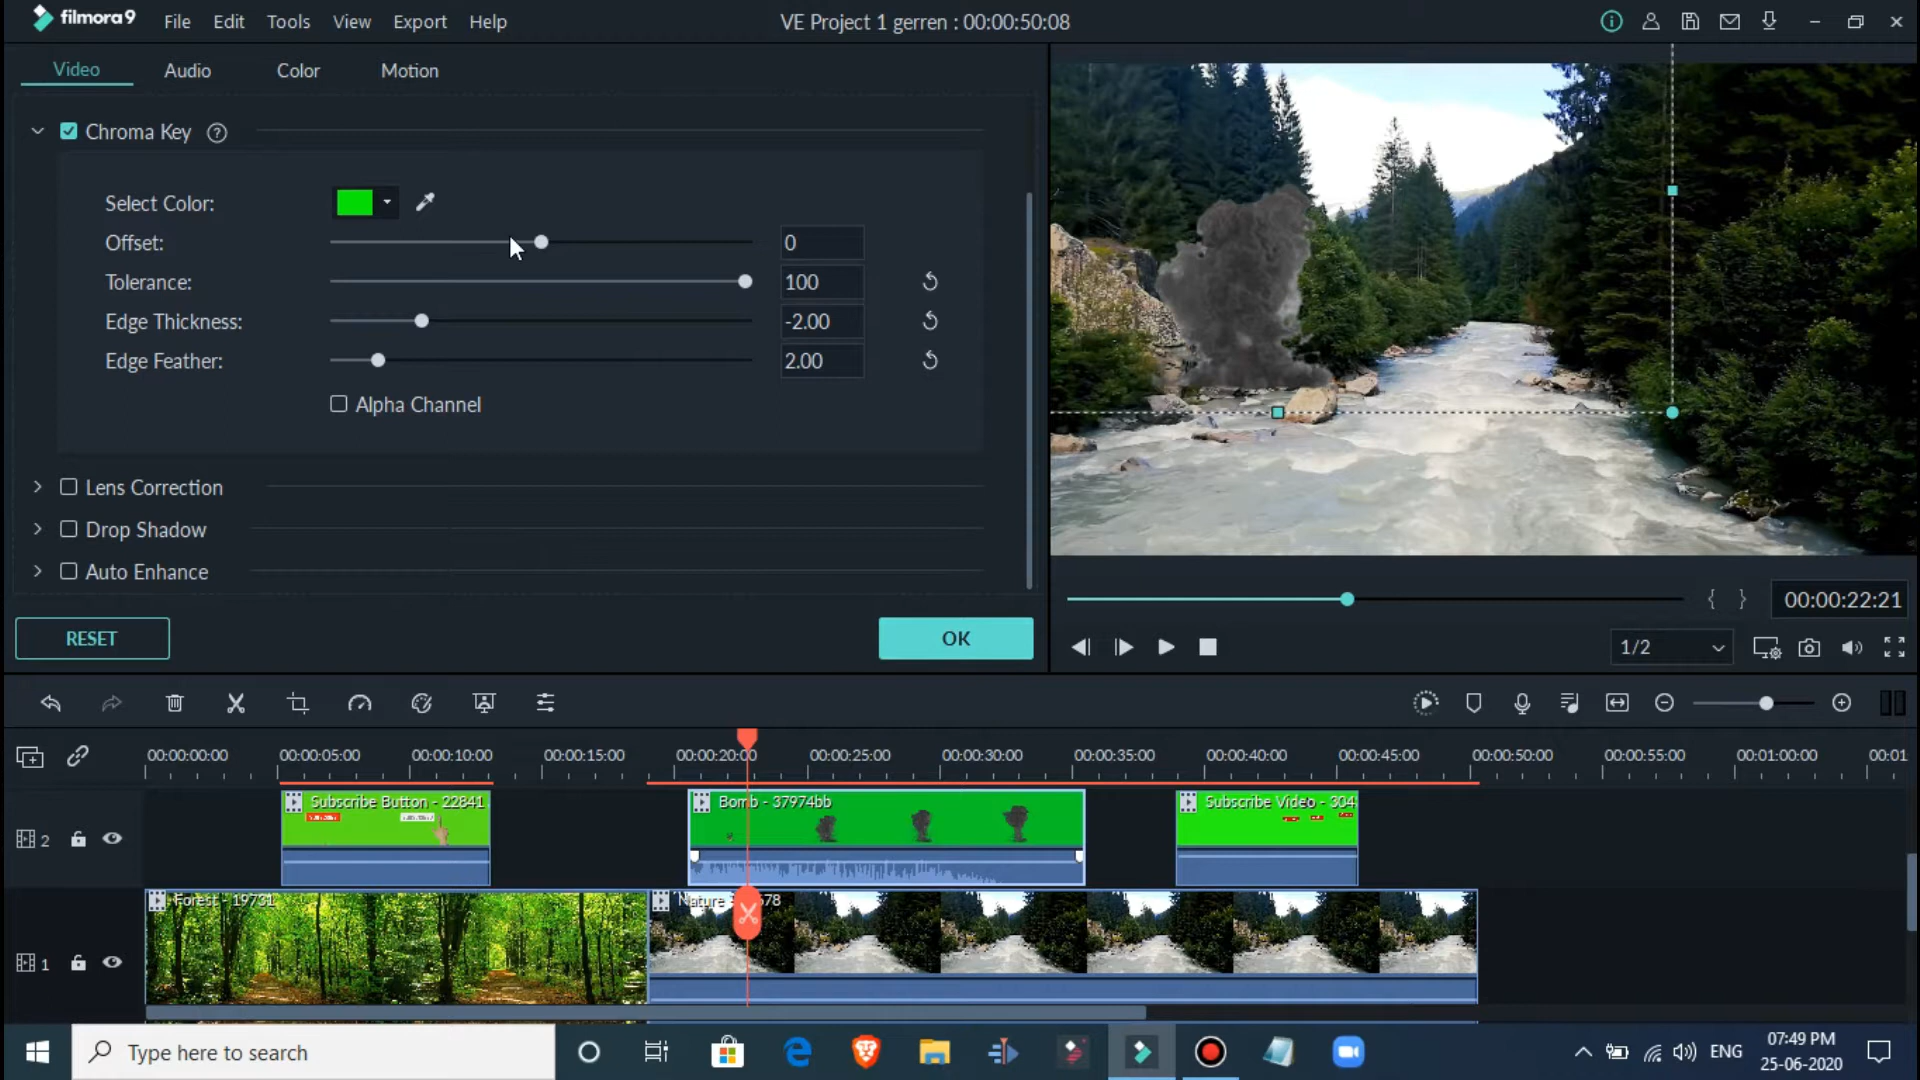 filmora9 File Edit Tools View Export Help VE Project 1 gerren : 00:00:50:08
Video Audio Color Motion
Chroma Key ?
Select Color:
Offset: 0
Tolerance: 100
Edge Thickness: -2.00
Edge Feather: 2.00
Alpha Channel
Lens Correction
Drop Shadow
Auto Enhance
RESET OK
{ } 00:00:22:21
1/2
00:00:00:00 00:00:05:00 00:00:10:00 00:00:15:00 00:00:20:00 00:00:25:00 00:00:30:00 00:00:35:00 00:00:40:00 00:00:45:00 00:00:50:00 00:00:55:00 00:01:00:00 00:01
Subscribe Button - 22841 Bomb - 37974bb Subscribe Video - 304
2
Forest - 19731 Nature 678
1
Type here to search
ENG
07:49 PM
25-06-2020